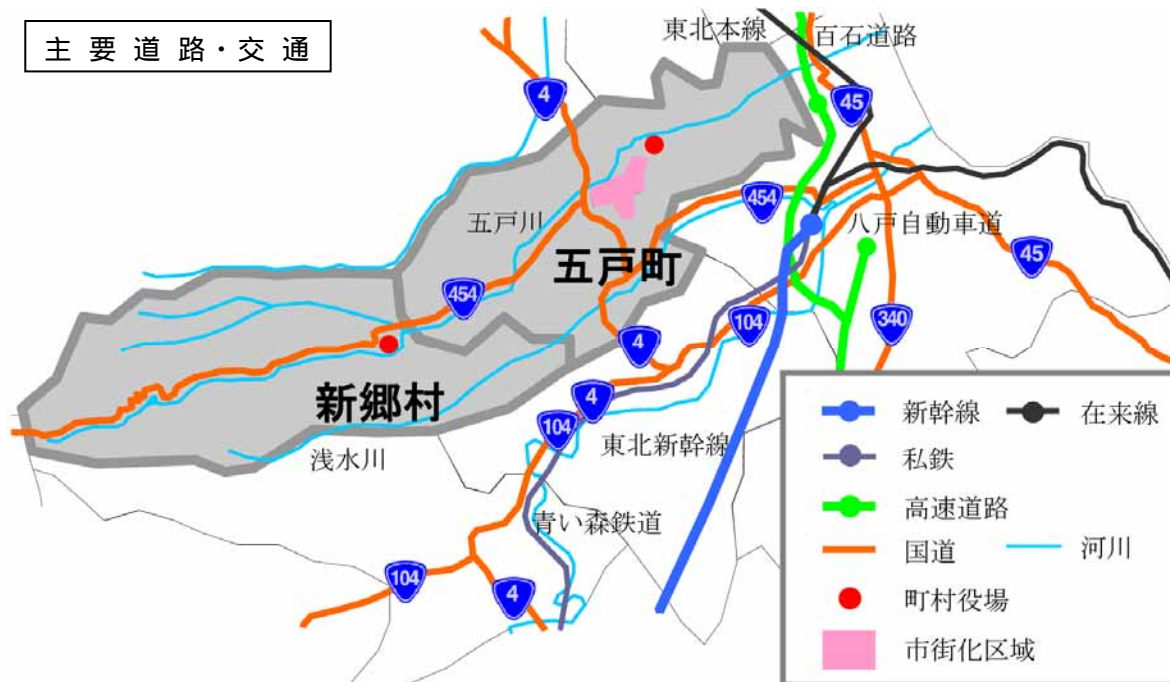 主要道路・交通
東北本線
百石道路
4
45
454
五戸川
八戸自動車道
五戸町
45
454
104
340
4
新郷村
4
104
東北新幹線
浅水川
青い森鉄道
104
4
新幹線
在来線
私鉄
高速道路
国道
河川
町村役場
市街化区域